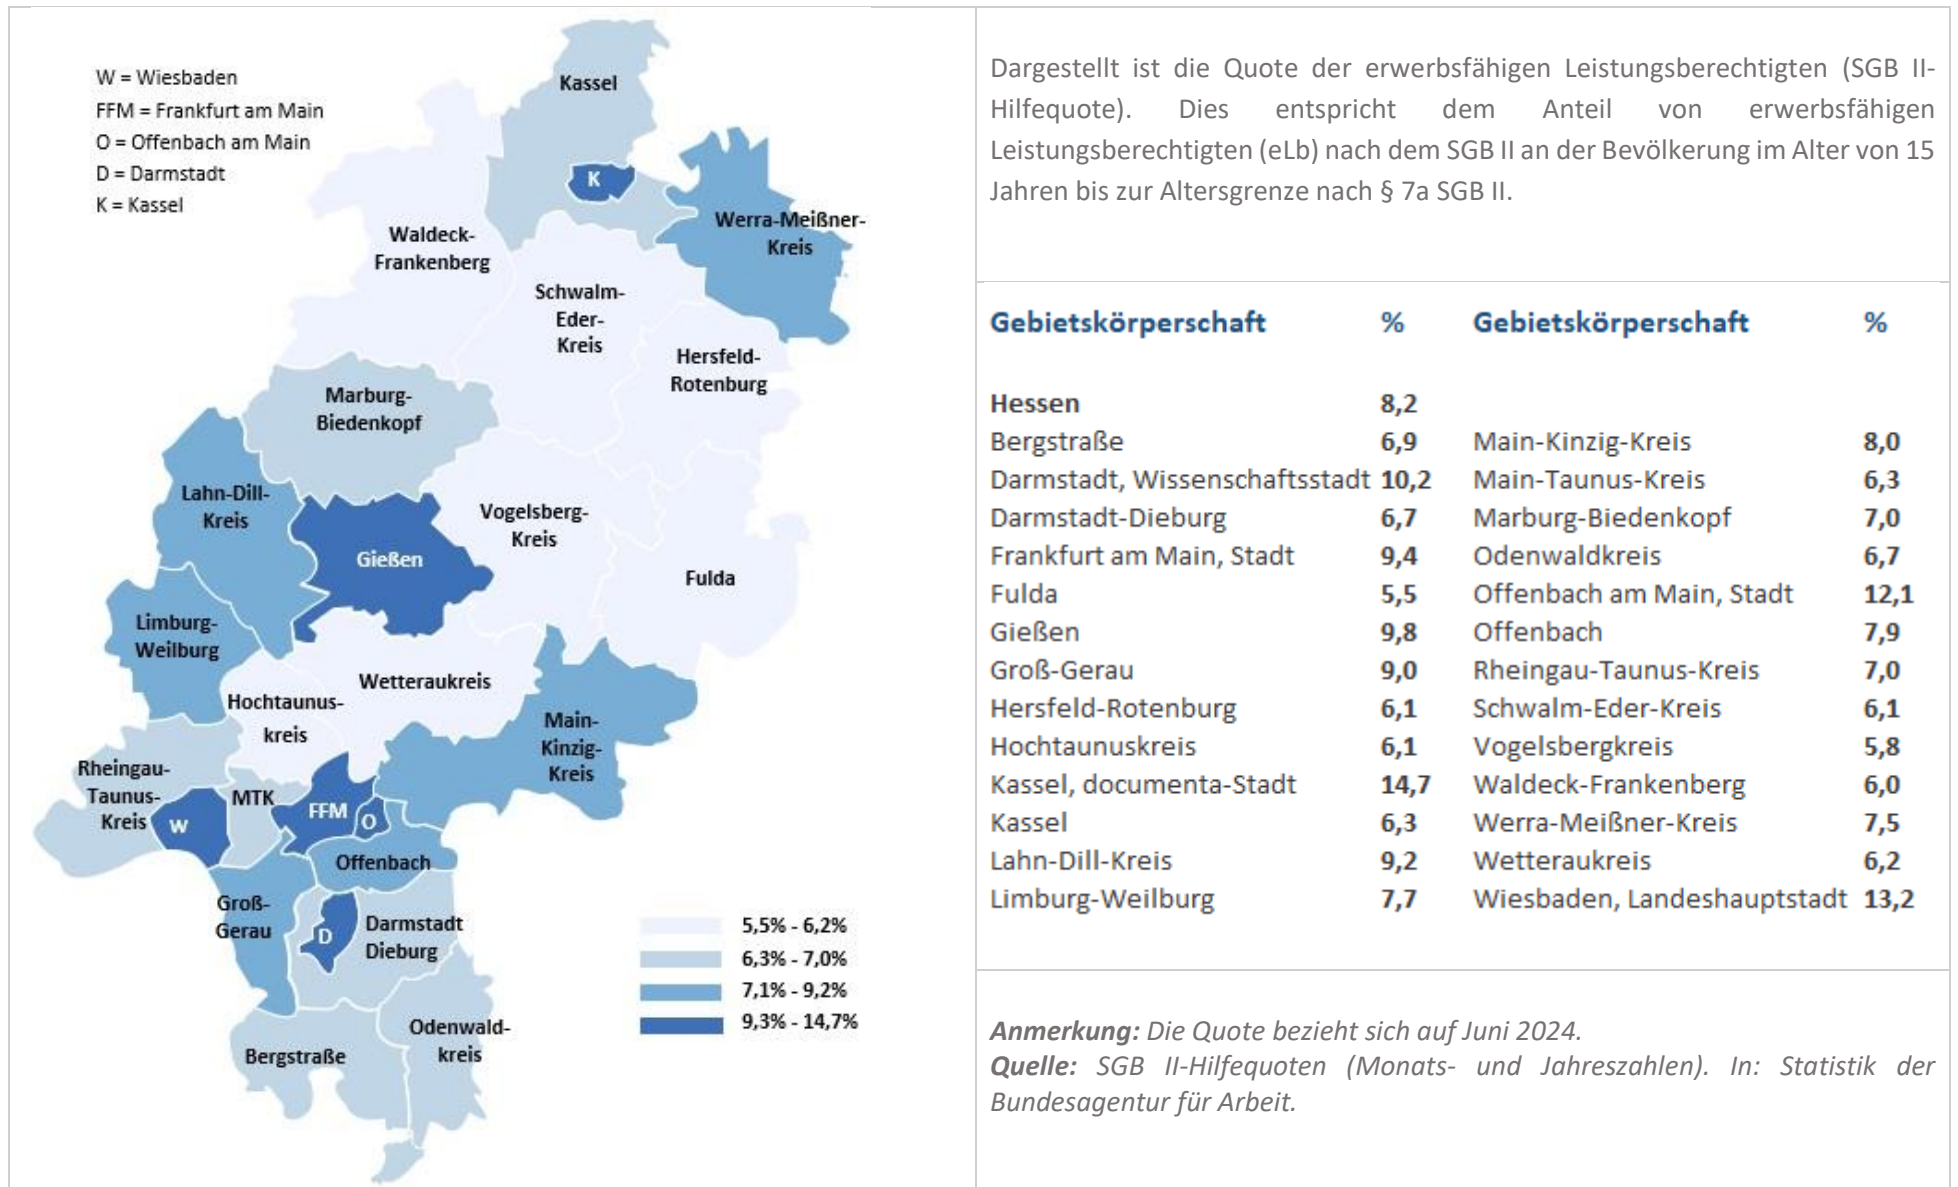 W = Wiesbaden
FFM = Frankfurt am Main
O = Offenbach am Main
D = Darmstadt
K = Kassel
Kassel
K
Werra-Meißner-
Kreis
Waldeck-
Frankenberg
Schwalm-
Eder-
Kreis
Hersfeld-
Rotenburg
Marburg-
Biedenkopf
Lahn-Dill-
Kreis
Vogelsberg-
Kreis
Gießen
Fulda
Limburg-
Weilburg
Wetteraukreis
Hochtaunus-
kreis
Main-
Kinzig-
Kreis
Rheingau-
Taunus-
Kreis
W
MTK
FFM
O
Offenbach
Groß-
Gerau
D
Darmstadt
Dieburg
Odenwald-
kreis
Bergstraße
5,5% - 6,2%
6,3% - 7,0%
7,1% - 9,2%
9,3% - 14,7%
Dargestellt ist die Quote der erwerbsfähigen Leistungsberechtigten (SGB II-
Hilfequote). Dies entspricht dem Anteil von erwerbsfähigen
Leistungsberechtigten (eLb) nach dem SGB II an der Bevölkerung im Alter von 15
Jahren bis zur Altersgrenze nach § 7a SGB II.
Gebietskörperschaft % Gebietskörperschaft %
Hessen 8,2
Bergstraße 6,9 Main-Kinzig-Kreis 8,0
Darmstadt, Wissenschaftsstadt 10,2 Main-Taunus-Kreis 6,3
Darmstadt-Dieburg 6,7 Marburg-Biedenkopf 7,0
Frankfurt am Main, Stadt 9,4 Odenwaldkreis 6,7
Fulda 5,5 Offenbach am Main, Stadt 12,1
Gießen 9,8 Offenbach 7,9
Groß-Gerau 9,0 Rheingau-Taunus-Kreis 7,0
Hersfeld-Rotenburg 6,1 Schwalm-Eder-Kreis 6,1
Hochtaunuskreis 6,1 Vogelsbergkreis 5,8
Kassel, documenta-Stadt 14,7 Waldeck-Frankenberg 6,0
Kassel 6,3 Werra-Meißner-Kreis 7,5
Lahn-Dill-Kreis 9,2 Wetteraukreis 6,2
Limburg-Weilburg 7,7 Wiesbaden, Landeshauptstadt 13,2
Anmerkung: Die Quote bezieht sich auf Juni 2024.
Quelle: SGB II-Hilfequoten (Monats- und Jahreszahlen). In: Statistik der
Bundesagentur für Arbeit.